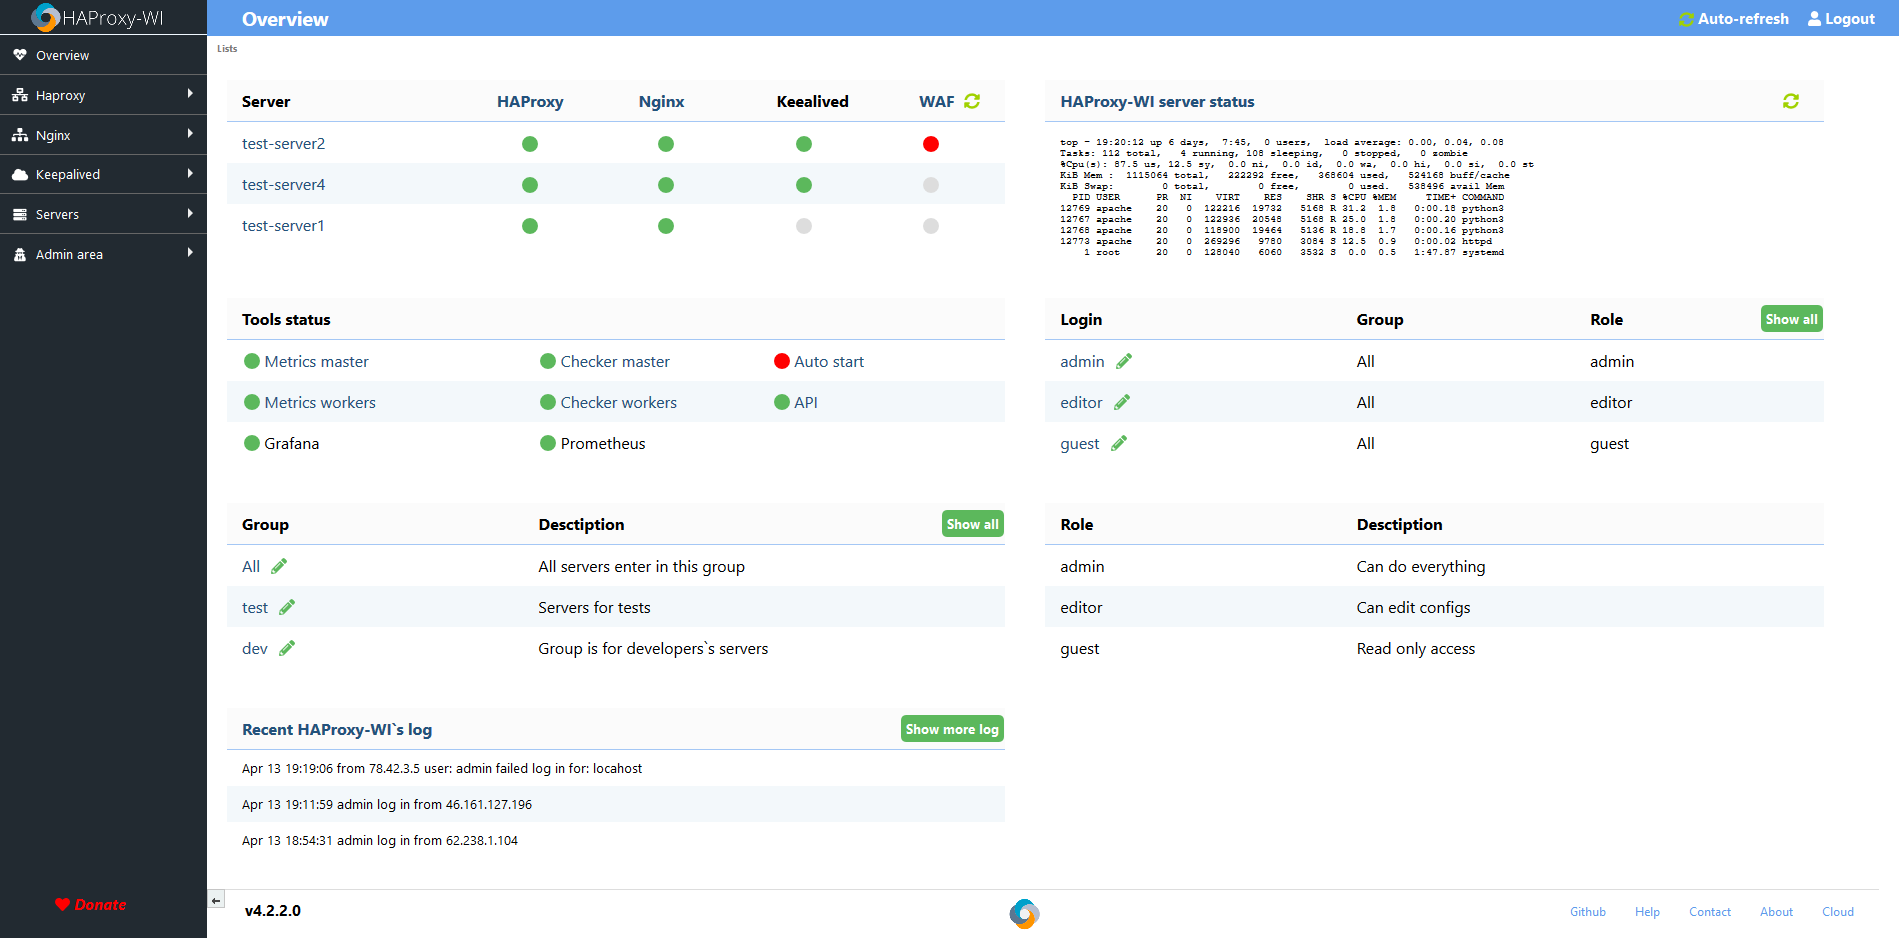 HAProxy-WI
Overview
Auto-refresh
Logout
Overview
Haproxy
Nginx
Keepalived
Servers
Admin area
Donate
Lists
Server HAProxy Nginx Keealived WAF
test-server2
test-server4
test-server1
HAProxy-WI server status
top - 19:20:12 up 6 days,  7:45,  0 users,  load average: 0.00, 0.04, 0.08
Tasks: 112 total,   4 running, 108 sleeping,   0 stopped,   0 zombie
%Cpu(s): 87.5 us, 12.5 sy,  0.0 ni,  0.0 id,  0.0 wa,  0.0 hi,  0.0 si,  0.0 st
KiB Mem :  1115064 total,   222292 free,   368604 used,   524168 buff/cache
KiB Swap:        0 total,        0 free,        0 used.   538496 avail Mem
PID USER      PR  NI    VIRT    RES    SHR S %CPU %MEM     TIME+ COMMAND
12769 apache    20   0  122216  19732   5168 R 31.2  1.8   0:00.18 python3
12767 apache    20   0  122936  20548   5168 R 25.0  1.8   0:00.20 python3
12768 apache    20   0  118900  19464   5136 R 18.8  1.7   0:00.16 python3
12773 apache    20   0  269296   9780   3084 S 12.5  0.9   0:00.02 httpd
1 root      20   0  128040   6060   3532 S  0.0  0.5   1:47.87 systemd
Tools status
Metrics master Checker master Auto start
Metrics workers Checker workers API
Grafana Prometheus
Login Group Role Show all
admin All admin
editor All editor
guest All guest
Group Desctiption Show all
All All servers enter in this group
test Servers for tests
dev Group is for developers`s servers
Role Desctiption
admin Can do everything
editor Can edit configs
guest Read only access
Recent HAProxy-WI`s log Show more log
Apr 13 19:19:06 from 78.42.3.5 user: admin failed log in for: locahost
Apr 13 19:11:59 admin log in from 46.161.127.196
Apr 13 18:54:31 admin log in from 62.238.1.104
v4.2.2.0
Github Help Contact About Cloud